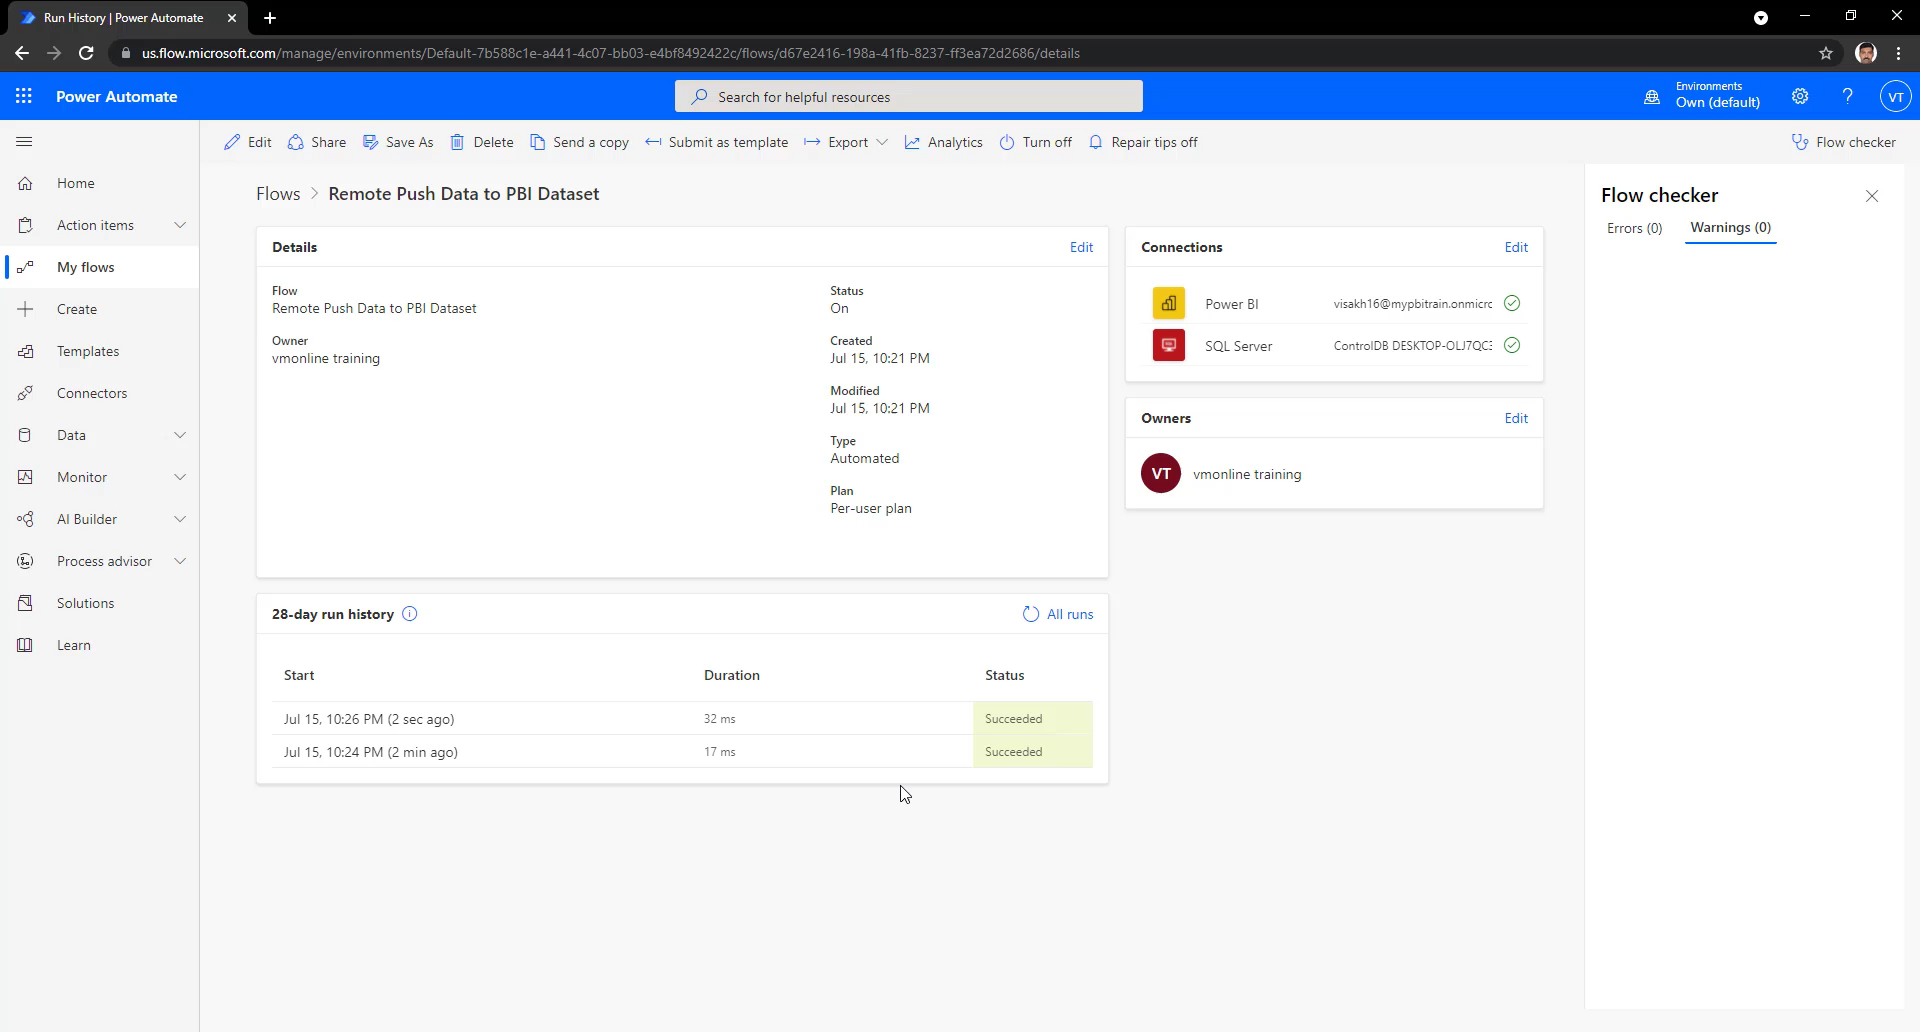 Run History | Power Automate
us.flow.microsoft.com/manage/environments/Default-7b588c1e-a441-4c07-bb03-e4bf8492422c/flows/d67e2416-198a-41fb-8237-ff3ea72d2686/details
Power Automate
Search for helpful resources
Environments
Own (default)
VT
Edit Share Save As Delete Send a copy Submit as template Export Analytics Turn off Repair tips off Flow checker
Home
Action items
My flows
Create
Templates
Connectors
Data
Monitor
AI Builder
Process advisor
Solutions
Learn
Flows > Remote Push Data to PBI Dataset
Details Edit
Flow
Remote Push Data to PBI Dataset
Owner
vmonline training
Status
On
Created
Jul 15, 10:21 PM
Modified
Jul 15, 10:21 PM
Type
Automated
Plan
Per-user plan
28-day run history All runs
Start Duration Status
Jul 15, 10:26 PM (2 sec ago) 32 ms Succeeded
Jul 15, 10:24 PM (2 min ago) 17 ms Succeeded
Connections Edit
Power BI visakh16@mypbitrain.onmicrc
SQL Server ControlDB DESKTOP-OLJ7QC
Owners Edit
VT vmonline training
Flow checker
Errors (0) Warnings (0)